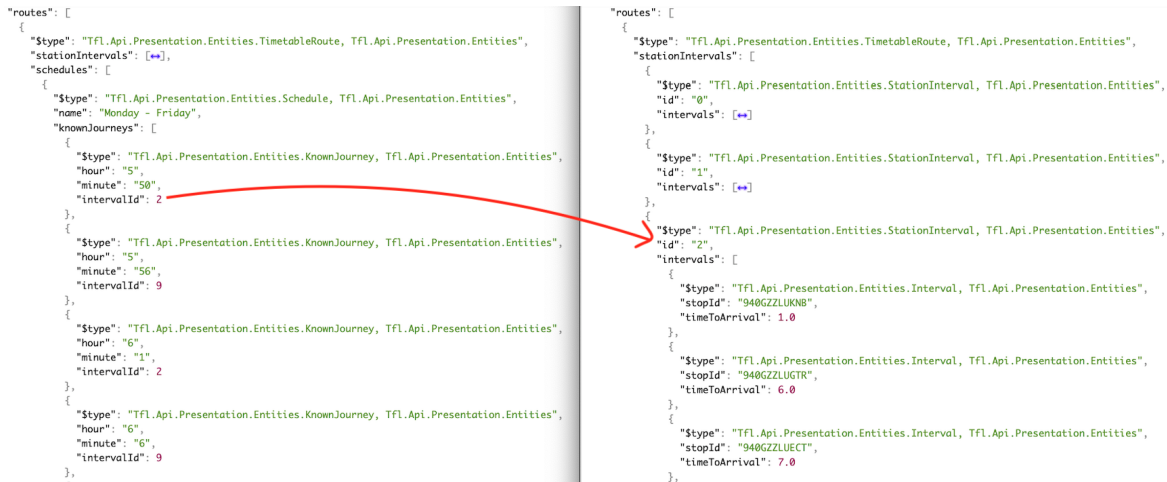 "routes": [
{
"$type": "Tfl.Api.Presentation.Entities.TimetableRoute, Tfl.Api.Presentation.Entities",
"stationIntervals": [↔],
"schedules": [
{
"$type": "Tfl.Api.Presentation.Entities.Schedule, Tfl.Api.Presentation.Entities",
"name": "Monday - Friday",
"knownJourneys": [
{
"$type": "Tfl.Api.Presentation.Entities.KnownJourney, Tfl.Api.Presentation.Entities",
"hour": "5",
"minute": "50",
"intervalId": 2
},
{
"$type": "Tfl.Api.Presentation.Entities.KnownJourney, Tfl.Api.Presentation.Entities",
"hour": "5",
"minute": "56",
"intervalId": 9
},
{
"$type": "Tfl.Api.Presentation.Entities.KnownJourney, Tfl.Api.Presentation.Entities",
"hour": "6",
"minute": "1",
"intervalId": 2
},
{
"$type": "Tfl.Api.Presentation.Entities.KnownJourney, Tfl.Api.Presentation.Entities",
"hour": "6",
"minute": "6",
"intervalId": 9
},
"routes": [
{
"$type": "Tfl.Api.Presentation.Entities.TimetableRoute, Tfl.Api.Presentation.Entities",
"stationIntervals": [
{
"$type": "Tfl.Api.Presentation.Entities.StationInterval, Tfl.Api.Presentation.Entities",
"id": "0",
"intervals": [↔]
},
{
"$type": "Tfl.Api.Presentation.Entities.StationInterval, Tfl.Api.Presentation.Entities",
"id": "1",
"intervals": [↔]
},
{
"$type": "Tfl.Api.Presentation.Entities.StationInterval, Tfl.Api.Presentation.Entities",
"id": "2",
"intervals": [
{
"$type": "Tfl.Api.Presentation.Entities.Interval, Tfl.Api.Presentation.Entities",
"stopId": "940GZZLUKNB",
"timeToArrival": 1.0
},
{
"$type": "Tfl.Api.Presentation.Entities.Interval, Tfl.Api.Presentation.Entities",
"stopId": "940GZZLUGTR",
"timeToArrival": 6.0
},
{
"$type": "Tfl.Api.Presentation.Entities.Interval, Tfl.Api.Presentation.Entities",
"stopId": "940GZZLUECT",
"timeToArrival": 7.0
},